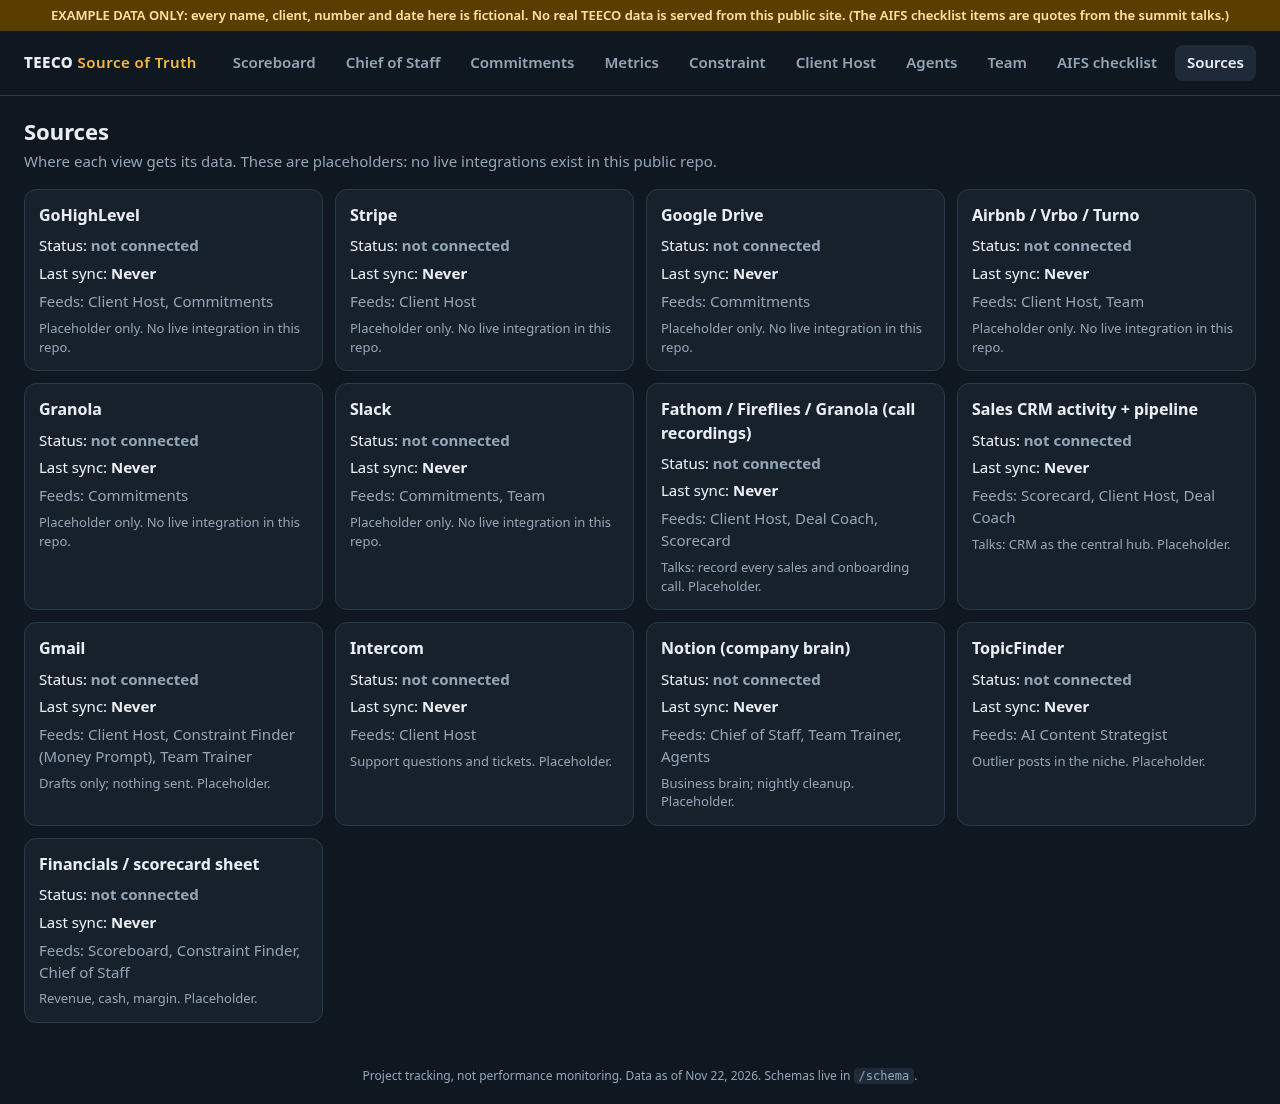 EXAMPLE DATA ONLY: every name, client, number and date here is fictional. No real TEECO data is served from this public site. (The AIFS checklist items are quotes from the summit talks.)
TEECO Source of Truth
Scoreboard
Chief of Staff
Commitments
Metrics
Constraint
Client Host
Agents
Team
AIFS checklist
Sources
Sources
Where each view gets its data. These are placeholders: no live integrations exist in this public repo.
GoHighLevel
Status: not connected
Last sync: Never
Feeds: Client Host, Commitments
Placeholder only. No live integration in this
repo.
Stripe
Status: not connected
Last sync: Never
Feeds: Client Host
Placeholder only. No live integration in this
repo.
Google Drive
Status: not connected
Last sync: Never
Feeds: Commitments
Placeholder only. No live integration in this
repo.
Airbnb / Vrbo / Turno
Status: not connected
Last sync: Never
Feeds: Client Host, Team
Placeholder only. No live integration in this
repo.
Granola
Status: not connected
Last sync: Never
Feeds: Commitments
Placeholder only. No live integration in this
repo.
Slack
Status: not connected
Last sync: Never
Feeds: Commitments, Team
Placeholder only. No live integration in this
repo.
Fathom / Fireflies / Granola (call
recordings)
Status: not connected
Last sync: Never
Feeds: Client Host, Deal Coach,
Scorecard
Talks: record every sales and onboarding
call. Placeholder.
Sales CRM activity + pipeline
Status: not connected
Last sync: Never
Feeds: Scorecard, Client Host, Deal
Coach
Talks: CRM as the central hub. Placeholder.
Gmail
Status: not connected
Last sync: Never
Feeds: Client Host, Constraint Finder
(Money Prompt), Team Trainer
Drafts only; nothing sent. Placeholder.
Intercom
Status: not connected
Last sync: Never
Feeds: Client Host
Support questions and tickets. Placeholder.
Notion (company brain)
Status: not connected
Last sync: Never
Feeds: Chief of Staff, Team Trainer,
Agents
Business brain; nightly cleanup.
Placeholder.
TopicFinder
Status: not connected
Last sync: Never
Feeds: AI Content Strategist
Outlier posts in the niche. Placeholder.
Financials / scorecard sheet
Status: not connected
Last sync: Never
Feeds: Scoreboard, Constraint Finder,
Chief of Staff
Revenue, cash, margin. Placeholder.
Project tracking, not performance monitoring. Data as of Nov 22, 2026. Schemas live in /schema.